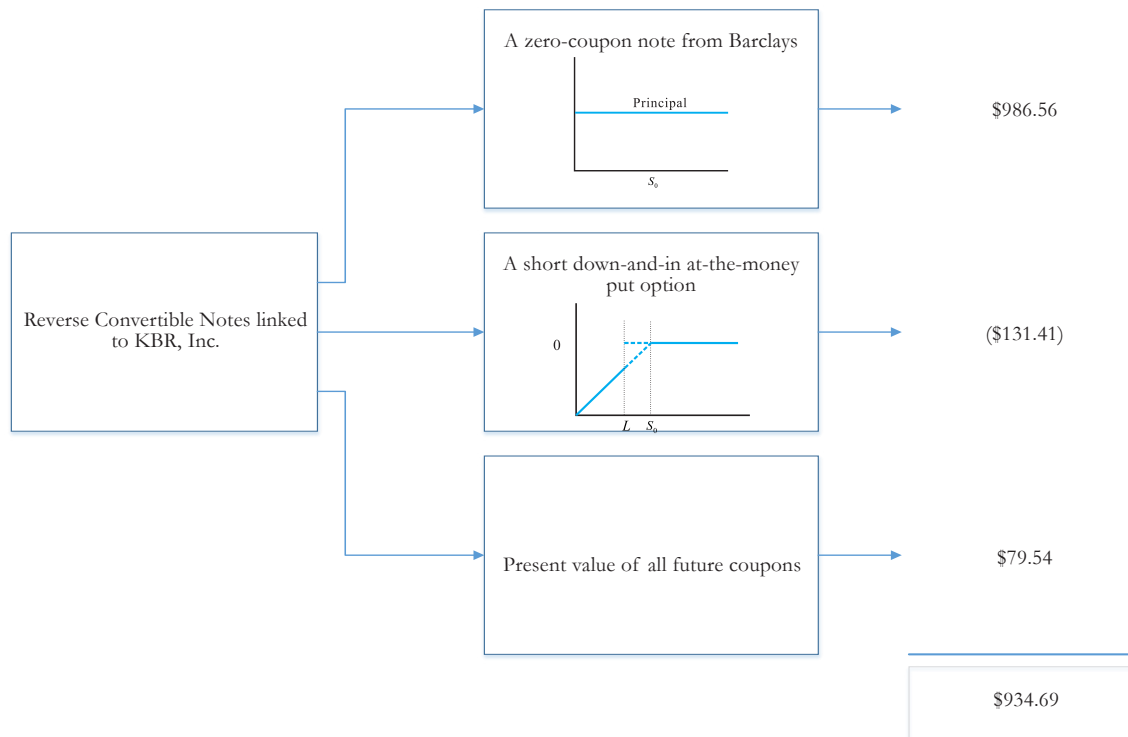 A zero-coupon note from Barclays
Principal
S₀
$986.56
Reverse Convertible Notes linked
to KBR, Inc.
A short down-and-in at-the-money
put option
0
L S₀
($131.41)
Present value of all future coupons
$79.54
$934.69